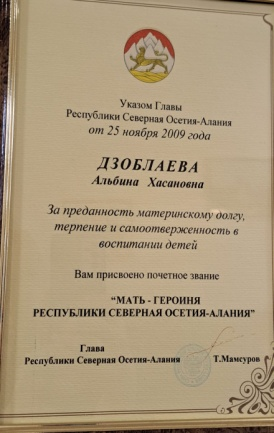 Указом Главы
Республики Северная Осетия-Алания
от 25 ноября 2009 года
ДЗОБЛАЕВА
Альбина Хасановна
За преданность материнскому долгу,
терпение и самоотверженность в
воспитании детей
Вам присвоено почетное звание
"МАТЬ - ГЕРОИНЯ
РЕСПУБЛИКИ СЕВЕРНАЯ ОСЕТИЯ-АЛАНИЯ"
Глава
Республики Северная Осетия-Алания Т.Мамсуров